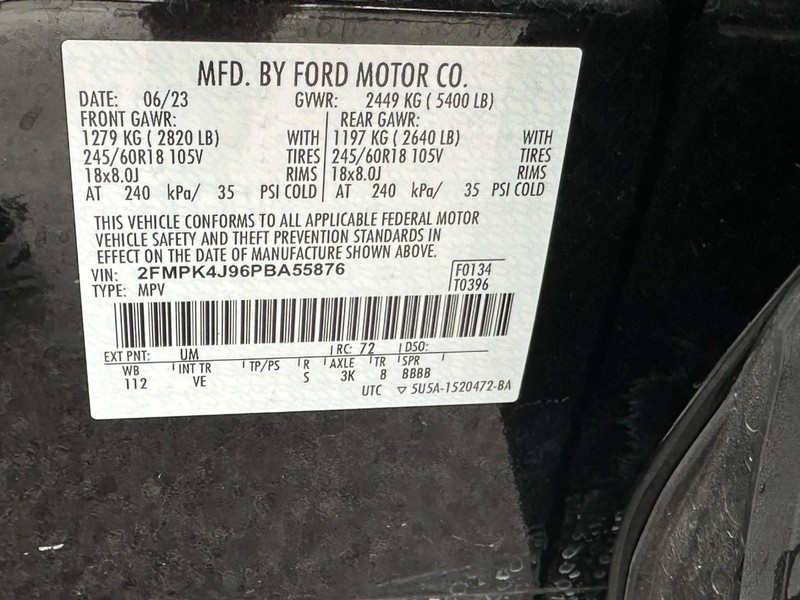 MFD. BY FORD MOTOR CO.
DATE: 06/23 GVWR: 2449 KG ( 5400 LB)
FRONT GAWR: REAR GAWR:
1279 KG ( 2820 LB) WITH 1197 KG ( 2640 LB) WITH
245/60R18 105V TIRES 245/60R18 105V TIRES
18x8.0J RIMS 18x8.0J RIMS
AT 240 kPa/ 35 PSI COLD AT 240 kPa/ 35 PSI COLD
THIS VEHICLE CONFORMS TO ALL APPLICABLE FEDERAL MOTOR
VEHICLE SAFETY AND THEFT PREVENTION STANDARDS IN
EFFECT ON THE DATE OF MANUFACTURE SHOWN ABOVE.
VIN: 2FMPK4J96PBA55876 F0134
TYPE: MPV T0396
EXT PNT: UM RC: 72 DSO:
WB INT TR TP/PS R AXLE TR SPR
112 VE S 3K 8 BBBB
UTC ▽ 5U5A-1520472-BA